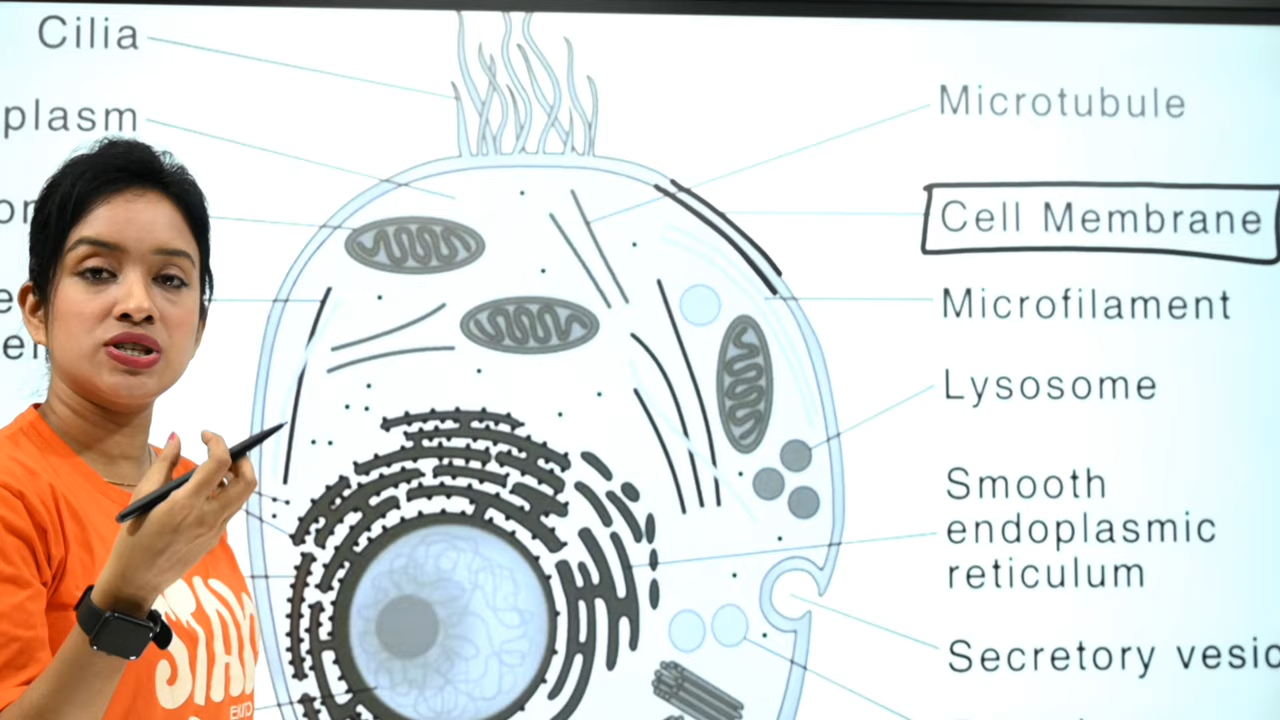 Cilia
plasm
Microtubule
Cell Membrane
Microfilament
Lysosome
Smooth
endoplasmic
reticulum
Secretory vesic